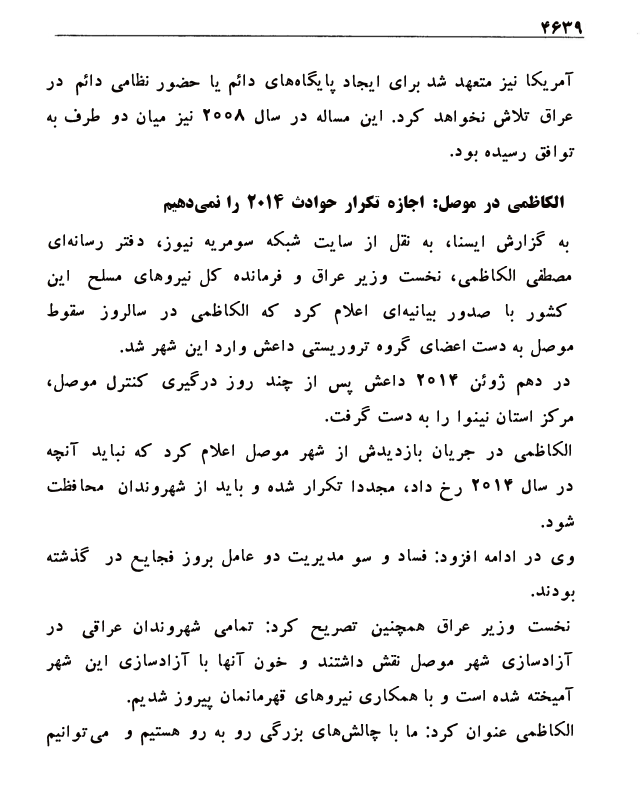 ۴۶۳۹
آمریکا نیز متعهد شد برای ایجاد پایگاه‌های دائم یا حضور نظامی دائم در
عراق تلاش نخواهد کرد. این مساله در سال ۲۰۰۸ نیز میان دو طرف به
توافق رسیده بود.
الکاظمی در موصل: اجازه تکرار حوادث ۲۰۱۴ را نمی‌دهیم
به گزارش ایسنا، به نقل از سایت شبکه سومریه نیوز، دفتر رسانه‌ای
مصطفی الکاظمی، نخست وزیر عراق و فرمانده کل نیروهای مسلح این
کشور با صدور بیانیه‌ای اعلام کرد که الکاظمی در سالروز سقوط
موصل به دست اعضای گروه تروریستی داعش وارد این شهر شد.
در دهم ژوئن ۲۰۱۴ داعش پس از چند روز درگیری کنترل موصل،
مرکز استان نینوا را به دست گرفت.
الکاظمی در جریان بازدیدش از شهر موصل اعلام کرد که نباید آنچه
در سال ۲۰۱۴ رخ داد، مجددا تکرار شده و باید از شهروندان محافظت
شود.
وی در ادامه افزود: فساد و سو مدیریت دو عامل بروز فجایع در گذشته
بودند.
نخست وزیر عراق همچنین تصریح کرد: تمامی شهروندان عراقی در
آزادسازی شهر موصل نقش داشتند و خون آنها با آزادسازی این شهر
آمیخته شده است و با همکاری نیروهای قهرمانمان پیروز شدیم.
الکاظمی عنوان کرد: ما با چالش‌های بزرگی رو به رو هستیم و می‌توانیم